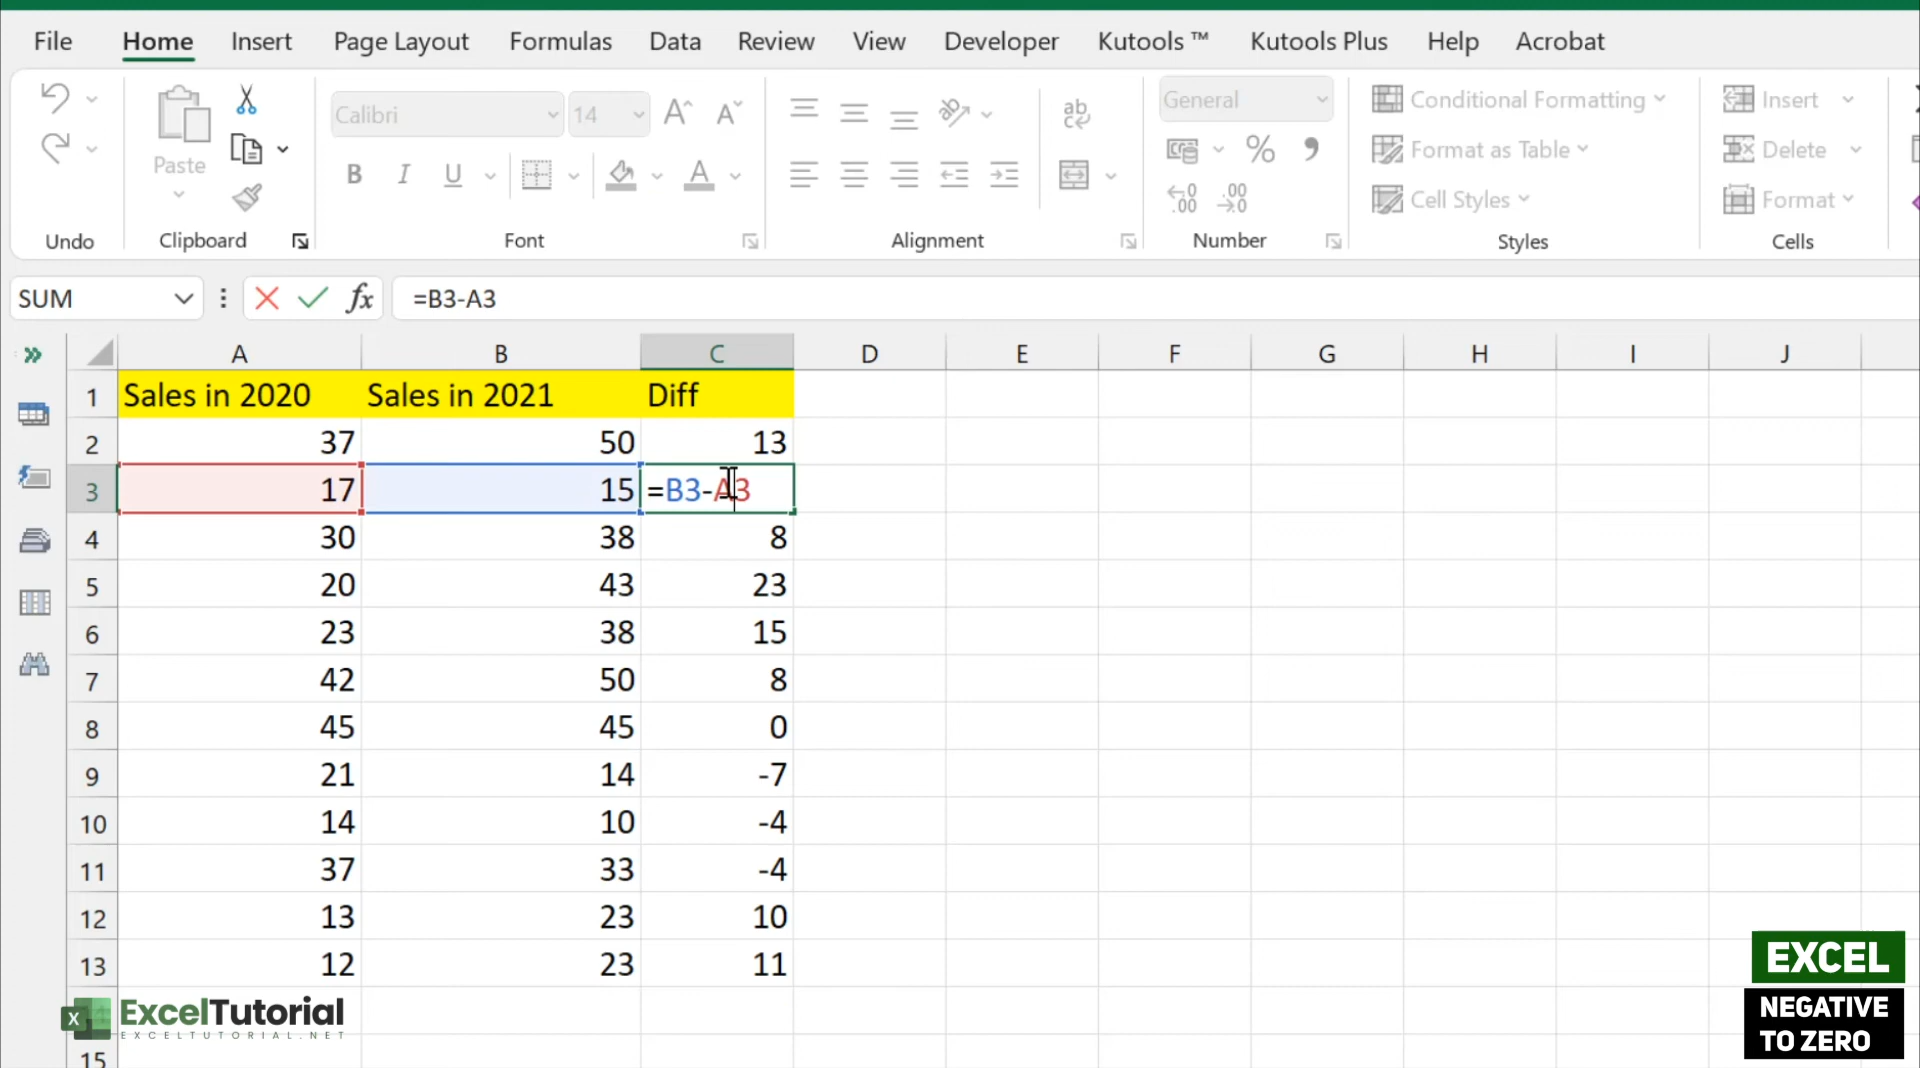 File Home Insert Page Layout Formulas Data Review View Developer Kutools ™ Kutools Plus Help Acrobat
Paste
Calibri 14
B I U
General
Conditional Formatting
Format as Table
Cell Styles
Insert
Delete
Format
Undo Clipboard Font Alignment Number Styles Cells
SUM fx =B3-A3
A B C D E F G H I J
1 Sales in 2020 Sales in 2021 Diff
2 37 50 13
3 17 15 =B3-A3
4 30 38 8
5 20 43 23
6 23 38 15
7 42 50 8
8 45 45 0
9 21 14 -7
10 14 10 -4
11 37 33 -4
12 13 23 10
13 12 23 11
15
X ExcelTutorial
EXCELTUTORIAL.NET
EXCEL
NEGATIVE
TO ZERO